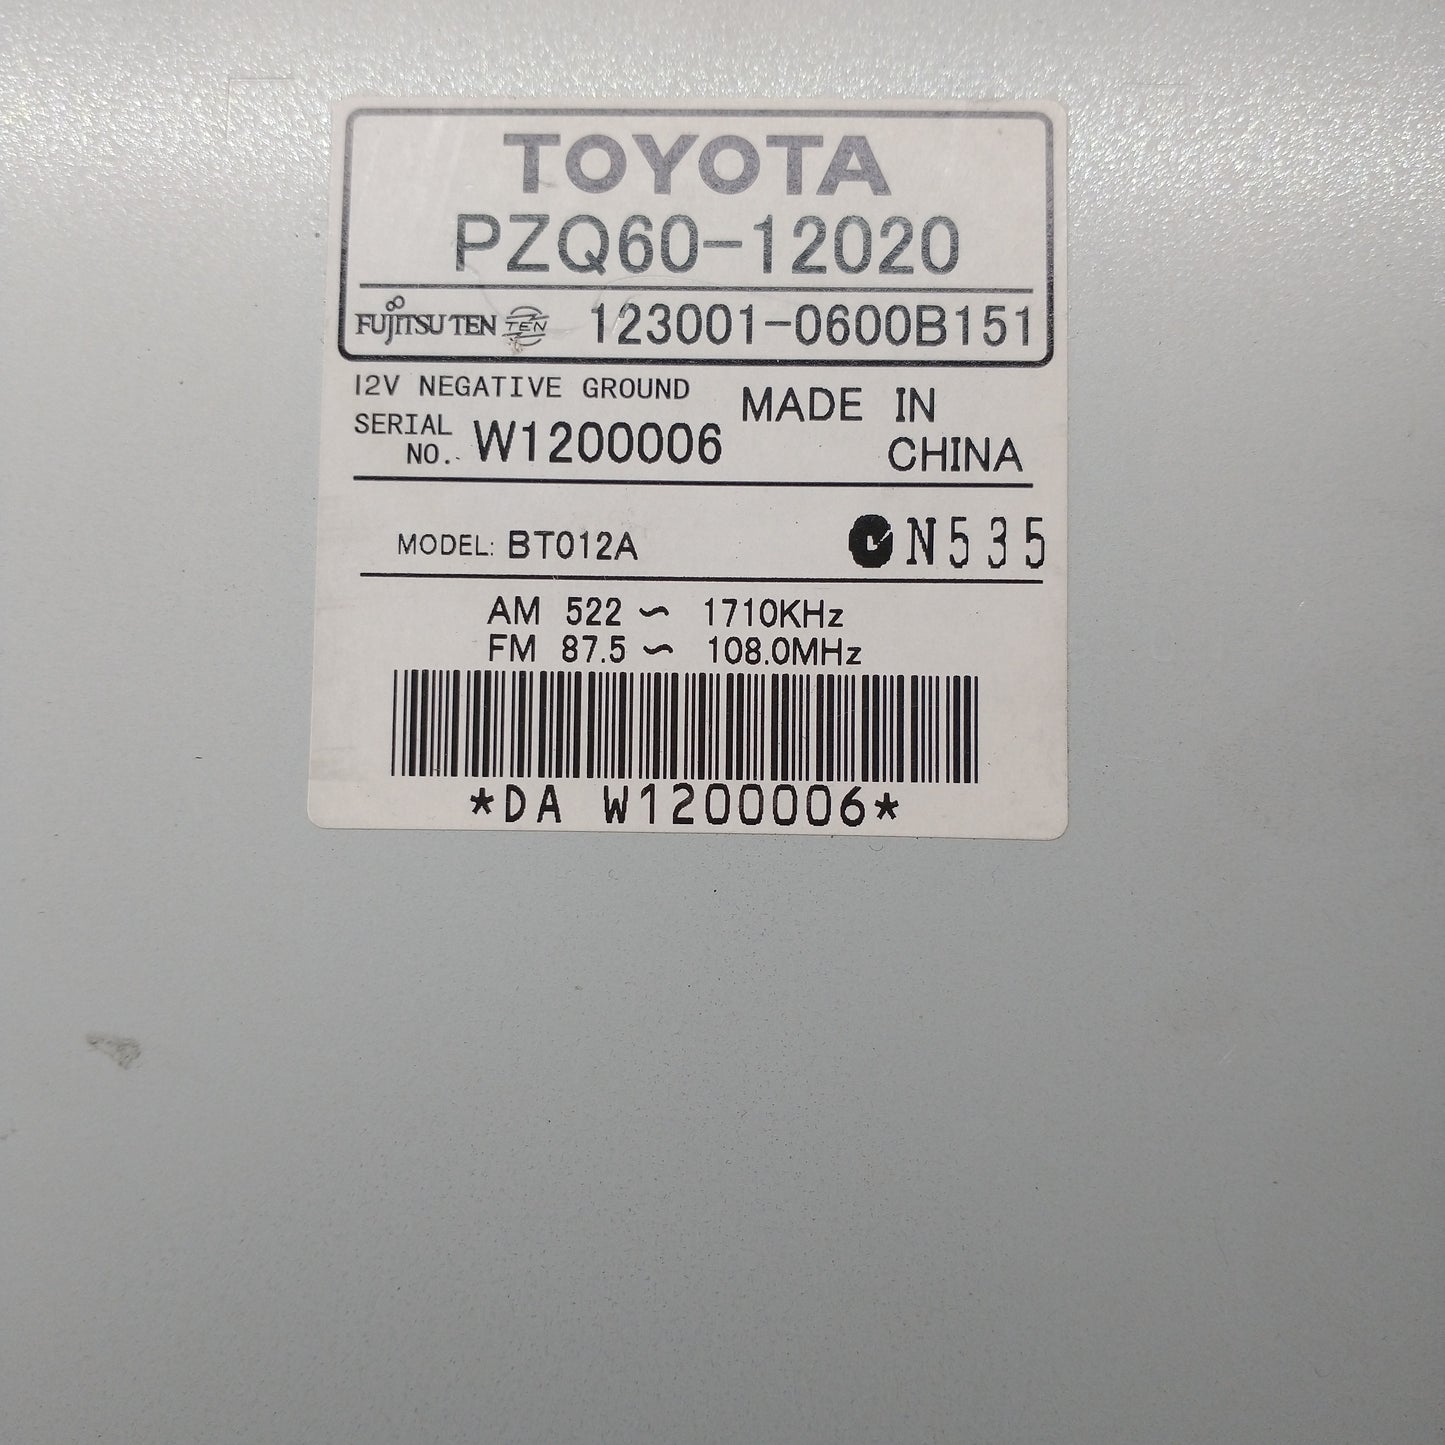 TOYOTA
PZQ60-12020
FUJITSU TEN TEN 123001-0600B151
12V NEGATIVE GROUND
SERIAL NO. W1200006
MADE IN CHINA
MODEL: BT012A N535
AM 522 ~ 1710KHz
FM 87.5 ~ 108.0MHz
*DA W1200006*